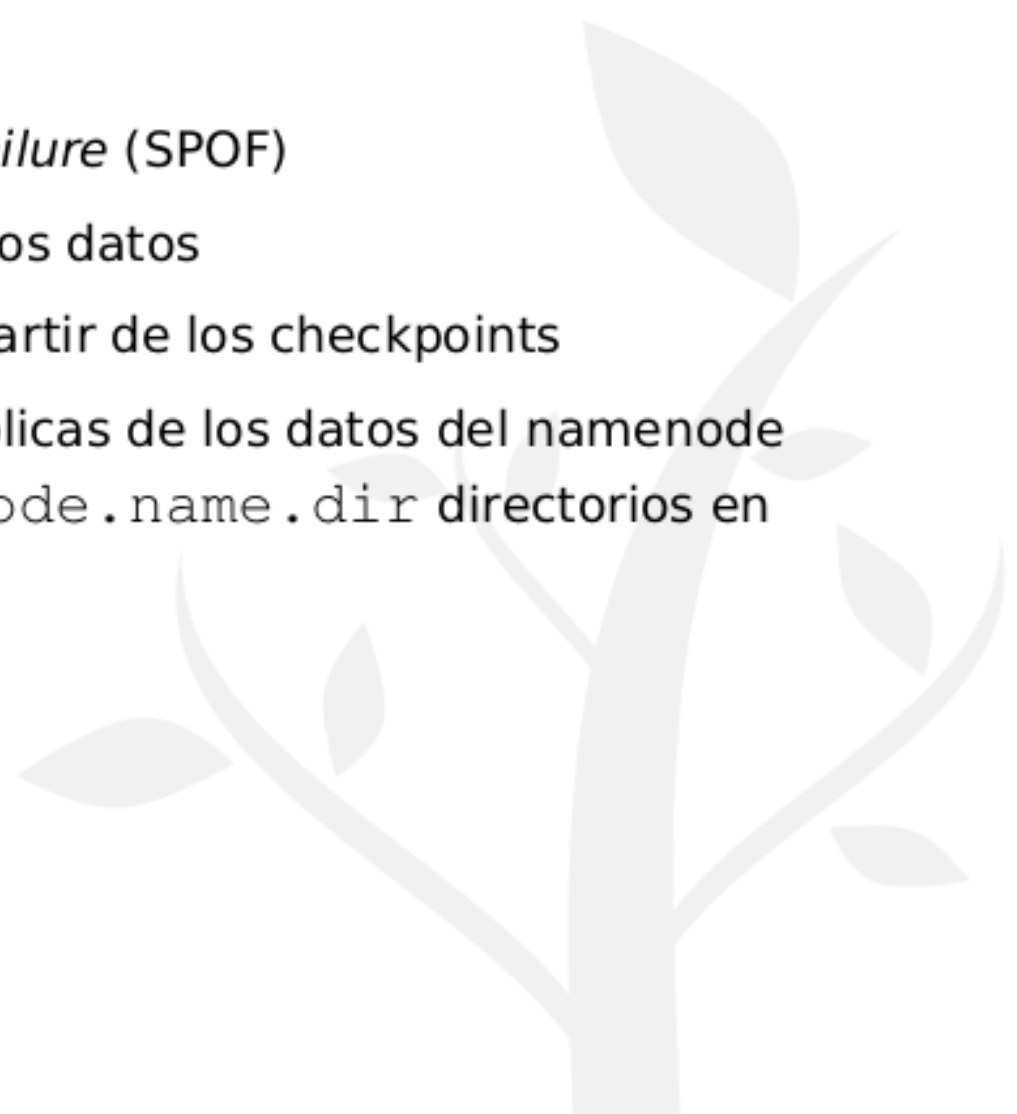 ilure (SPOF)
os datos
artir de los checkpoints
licas de los datos del namenode
ode.name.dir directorios en